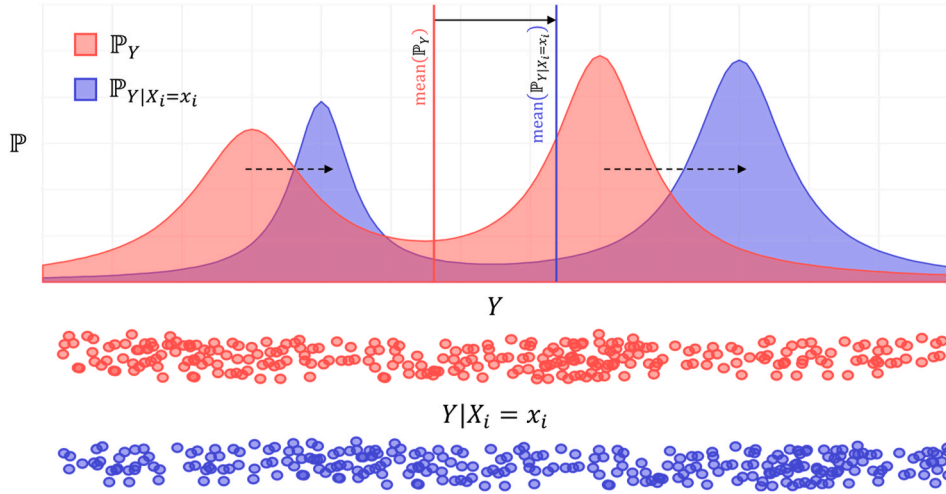 ℙ_Y
ℙ_{Y|X_i=x_i}
ℙ
mean(ℙ_Y)
mean(ℙ_{Y|X_i=x_i})
Y
Y|X_i = x_i